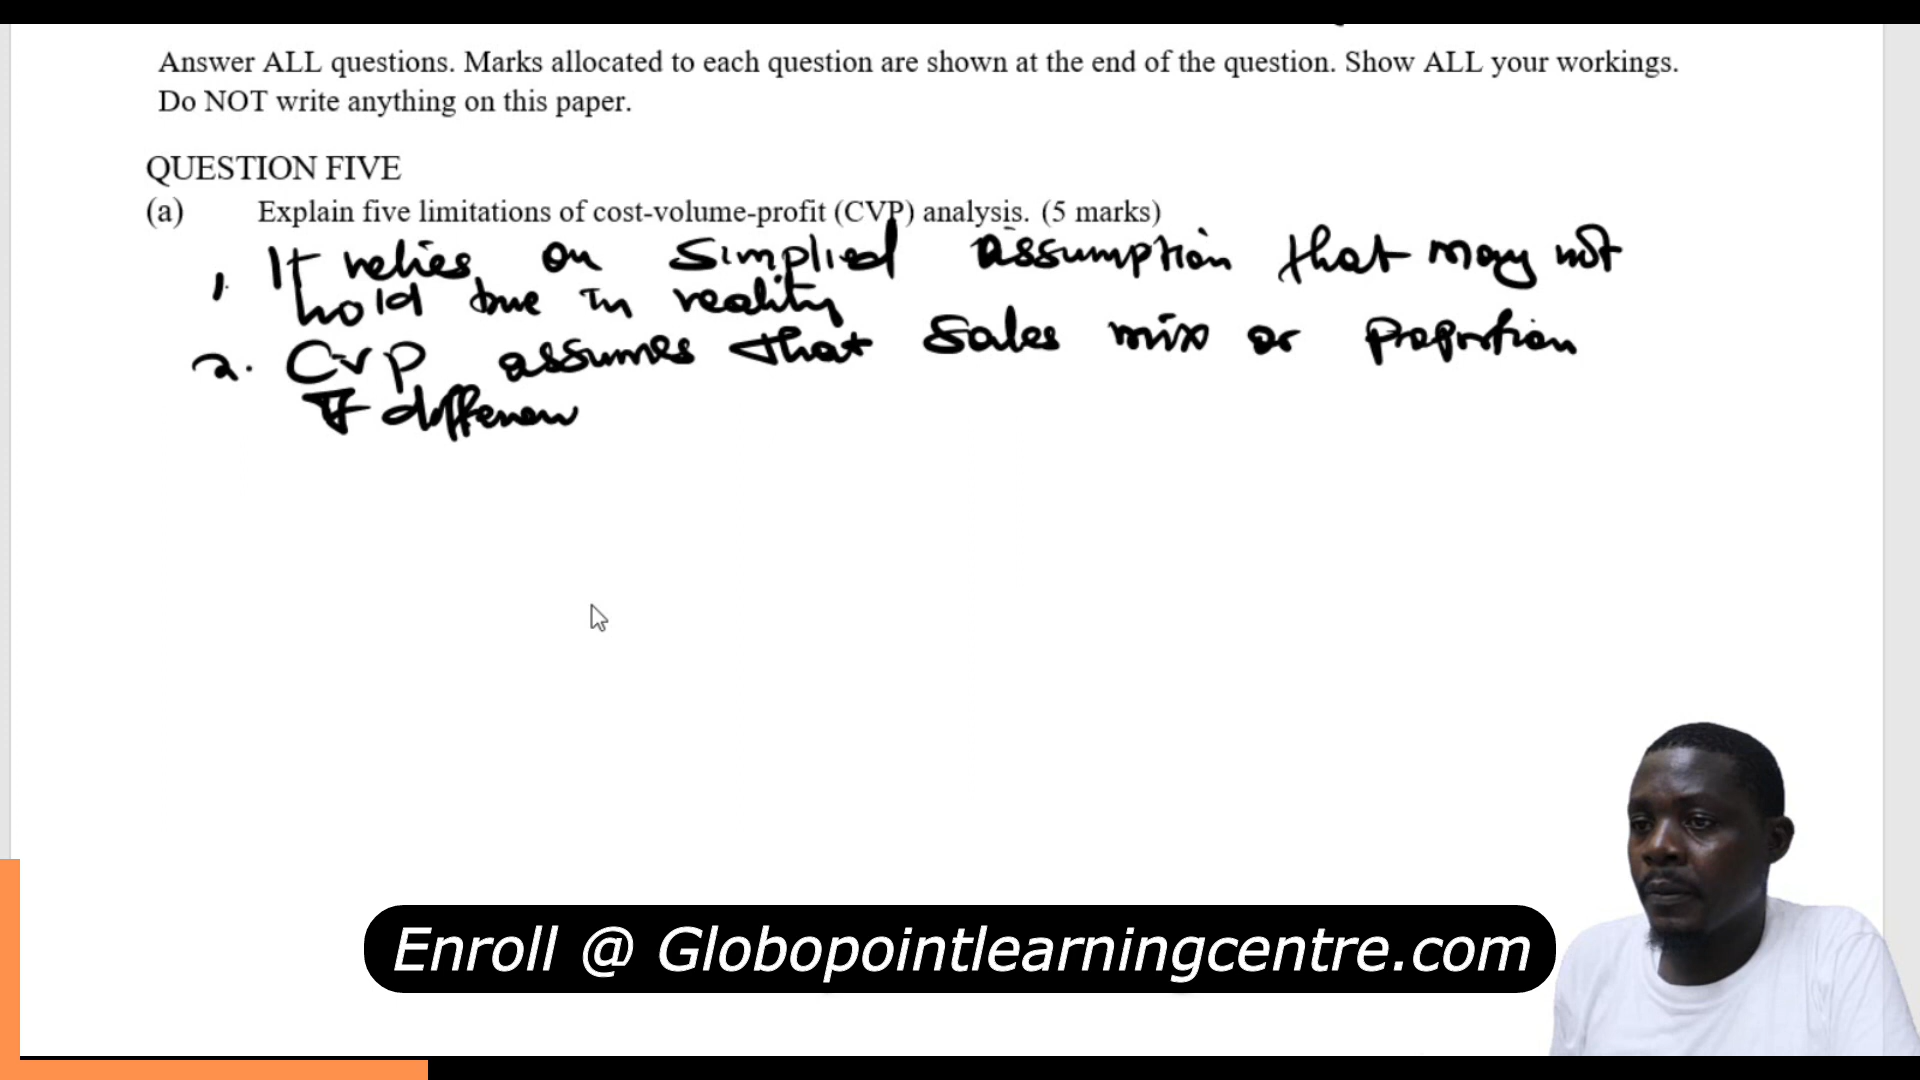 Answer ALL questions. Marks allocated to each question are shown at the end of the question. Show ALL your workings.
Do NOT write anything on this paper.
QUESTION FIVE
(a) Explain five limitations of cost-volume-profit (CVP) analysis. (5 marks)
1. It relies on Simplied assumption that may not
hold true in reality
2. CVP assumes that Sales mix or proportion
of
Enroll @ Globopointlearningcentre.com